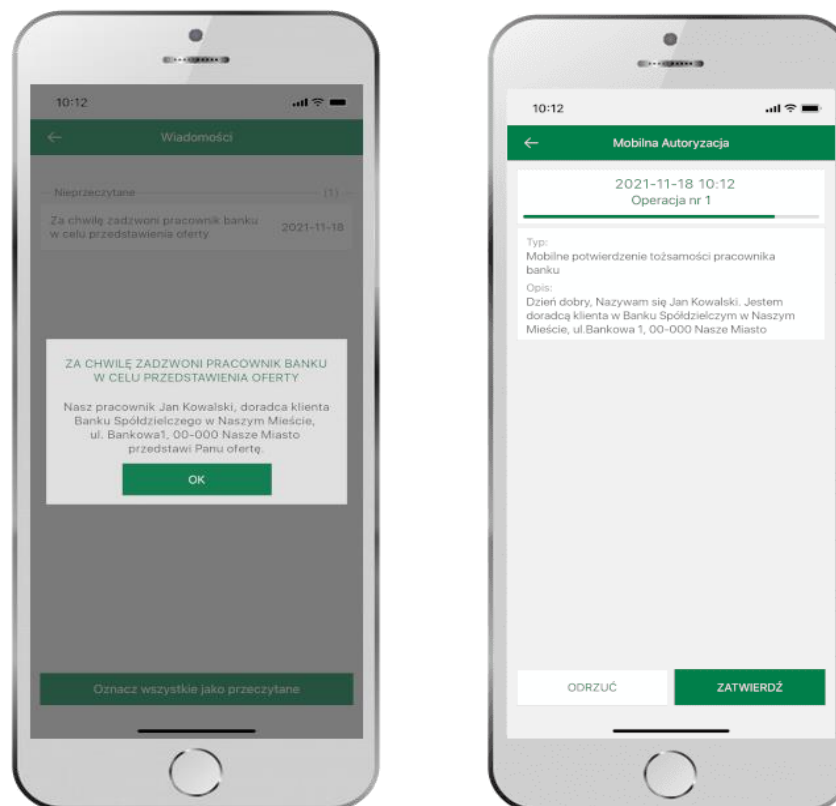 10:12
Wiadomości
Nieprzeczytane (1)
Za chwilę zadzwoni pracownik banku
w celu przedstawienia oferty
2021-11-18
ZA CHWILĘ ZADZWONI PRACOWNIK BANKU
W CELU PRZEDSTAWIENIA OFERTY
Nasz pracownik Jan Kowalski, doradca klienta
Banku Spółdzielczego w Naszym Mieście,
ul. Bankowa1, 00-000 Nasze Miasto
przedstawi Panu ofertę.
OK
Oznacz wszystkie jako przeczytane
10:12
Mobilna Autoryzacja
2021-11-18 10:12
Operacja nr 1
Typ:
Mobilne potwierdzenie tożsamości pracownika
banku
Opis:
Dzień dobry, Nazywam się Jan Kowalski. Jestem
doradcą klienta w Banku Spółdzielczym w Naszym
Mieście, ul.Bankowa 1, 00-000 Nasze Miasto
ODRZUĆ
ZATWIERDŹ